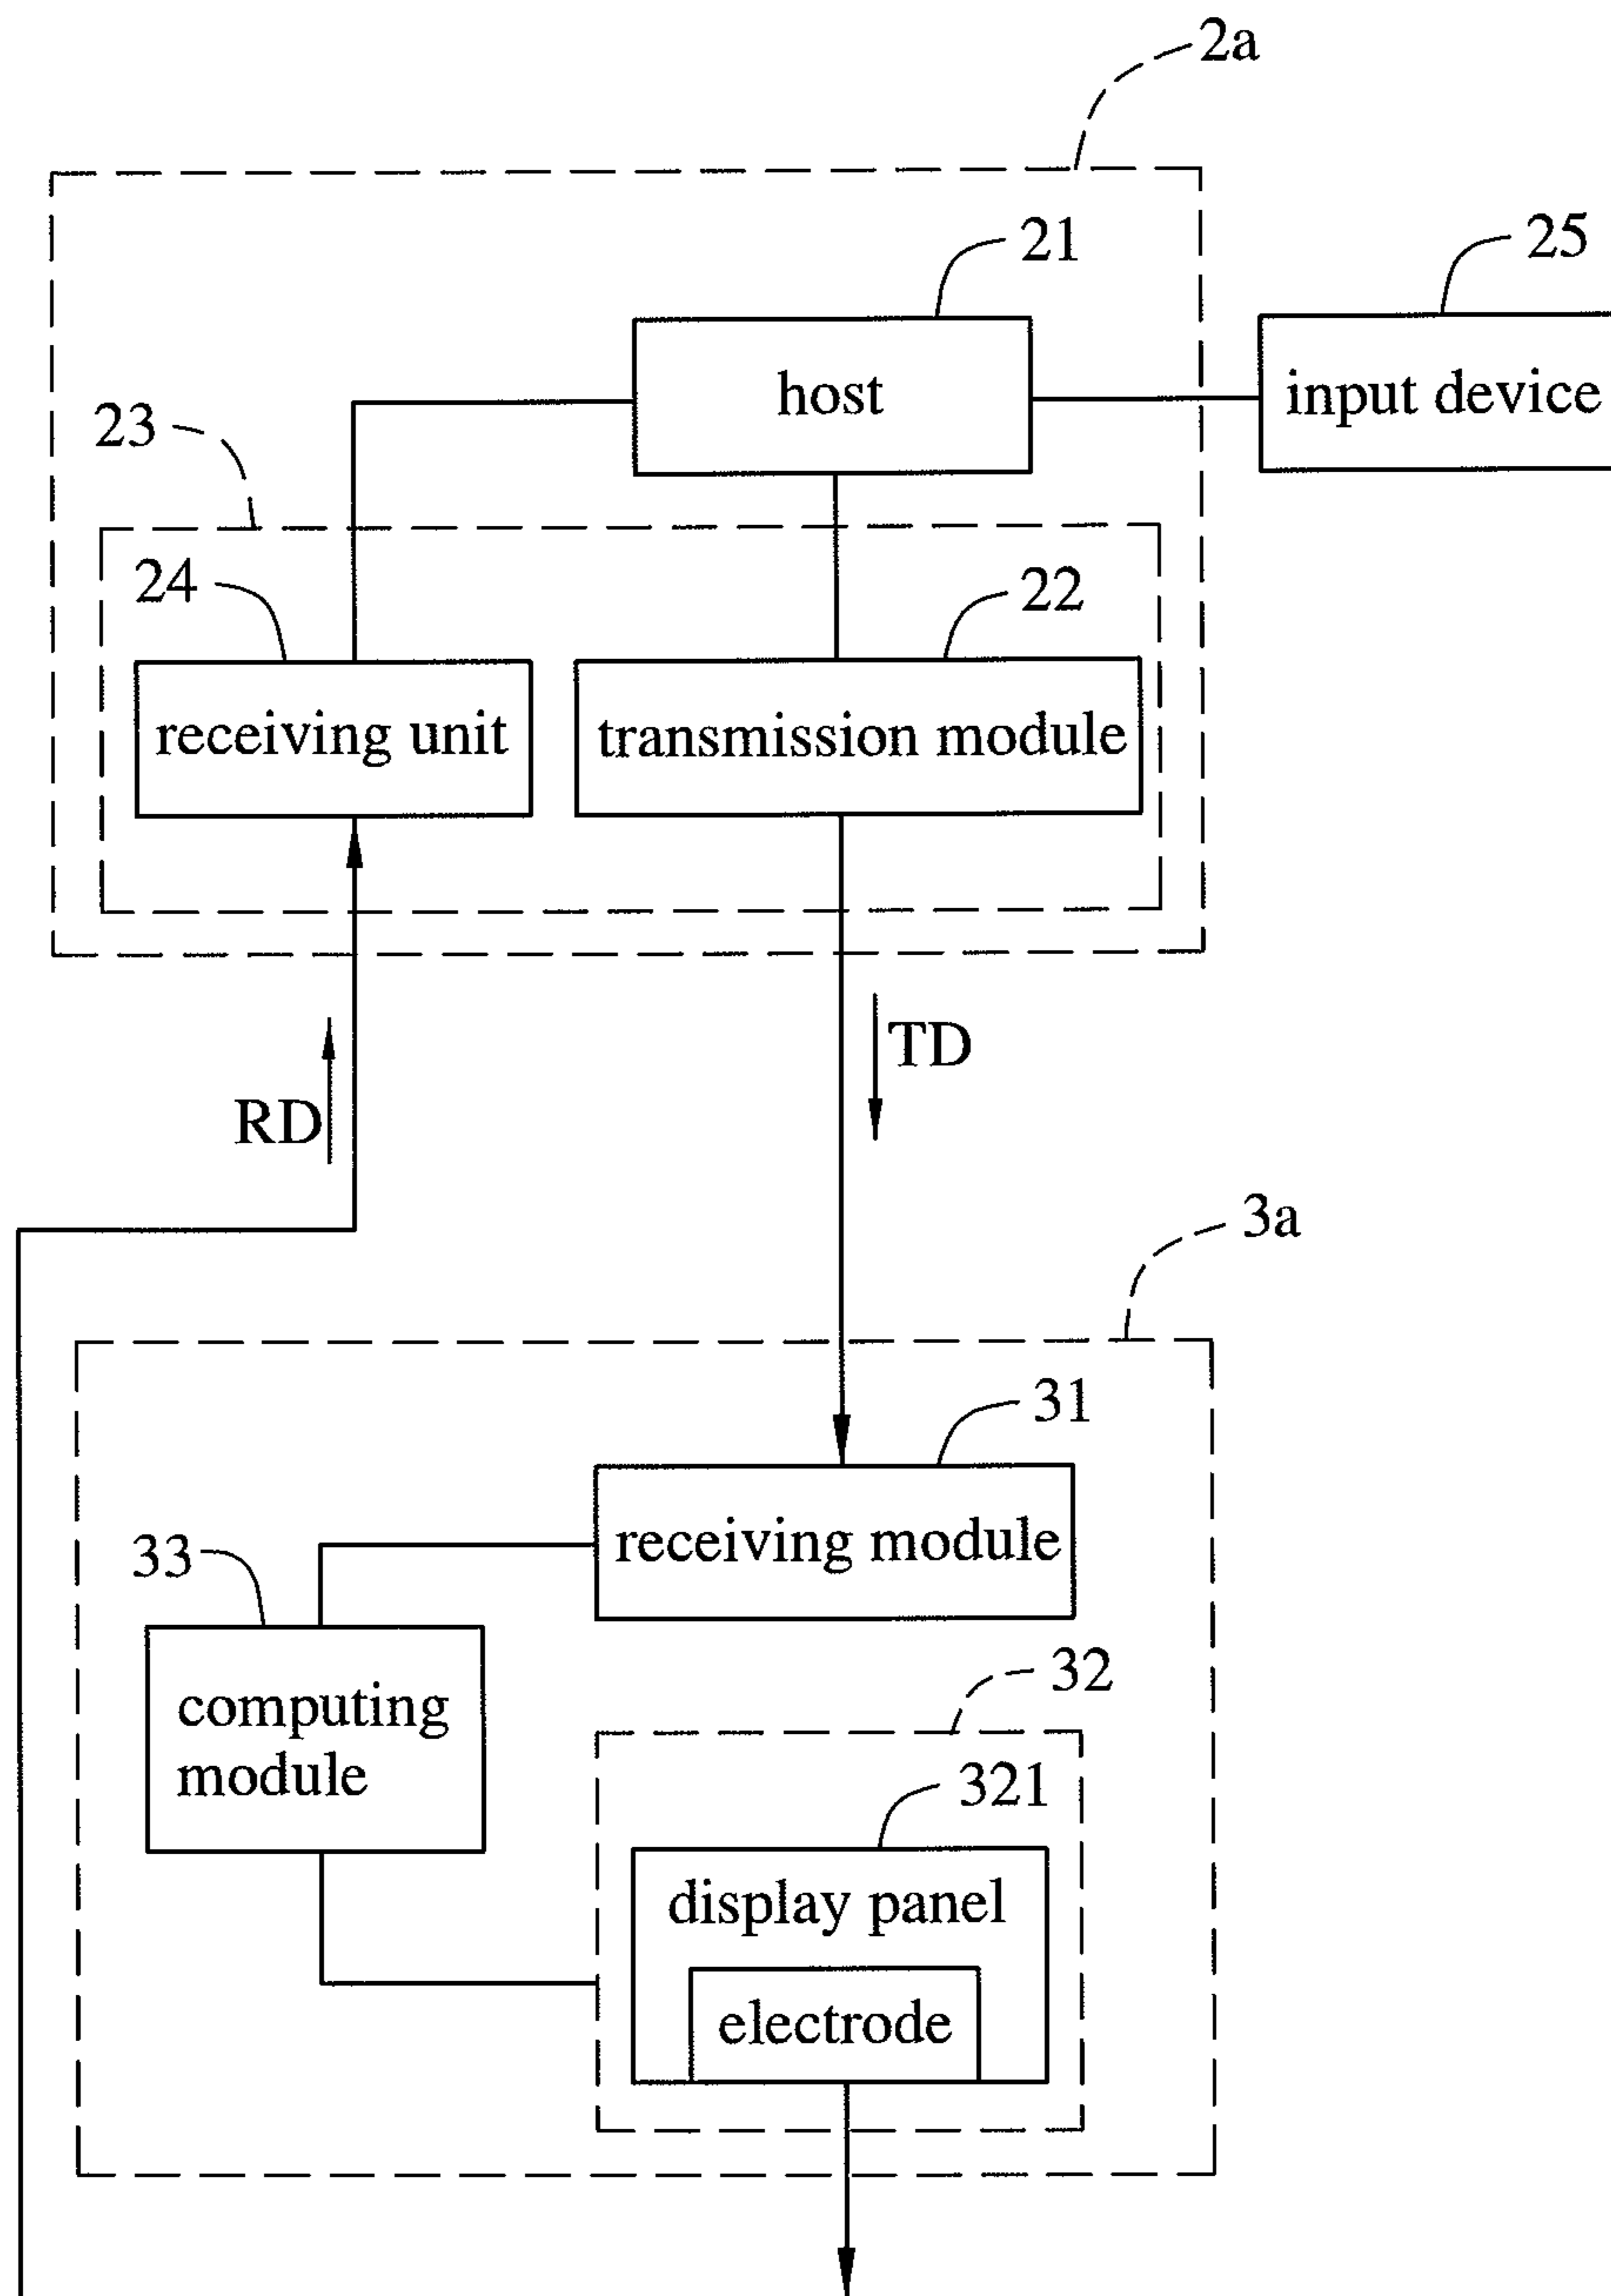 2a
21
25
host
input device
23
24
22
receiving unit
transmission module
TD
RD
3a
31
receiving module
33
32
computing
module
321
display panel
electrode